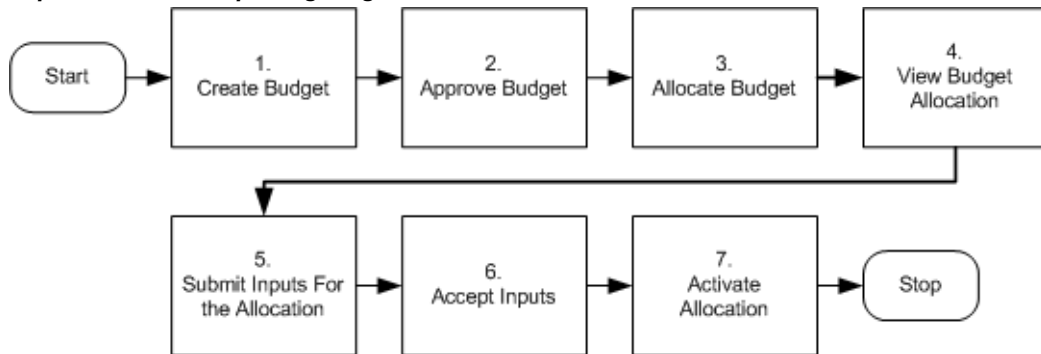 Start
1.
Create Budget
2.
Approve Budget
3.
Allocate Budget
4.
View Budget
Allocation
5.
Submit Inputs For
the Allocation
6.
Accept Inputs
7.
Activate
Allocation
Stop